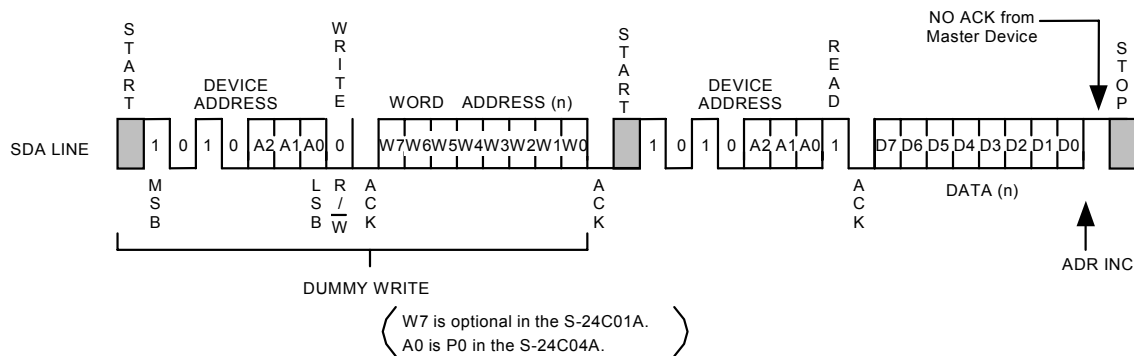 START
WRITE
START
READ
NO ACK from
Master Device
STOP
DEVICE
ADDRESS
WORD ADDRESS (n)
DEVICE
ADDRESS
SDA LINE
1 0 1 0 A2 A1 A0 0 W7 W6 W5 W4 W3 W2 W1 W0 1 0 1 0 A2 A1 A0 1 D7 D6 D5 D4 D3 D2 D1 D0
MSB
LSB
R/W
ACK
ACK
ACK
DATA (n)
ADR INC
DUMMY WRITE
W7 is optional in the S-24C01A.
A0 is P0 in the S-24C04A.